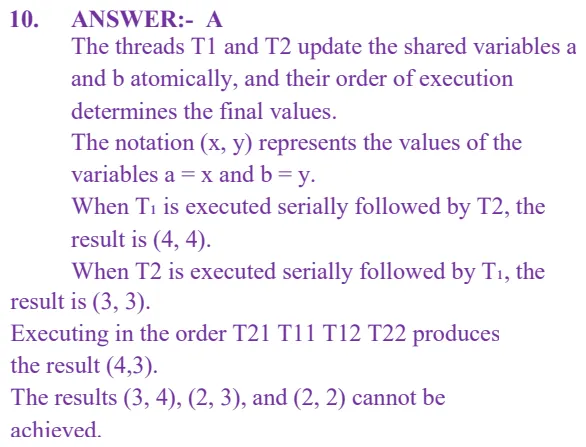 10. ANSWER:- A
The threads T1 and T2 update the shared variables a
and b atomically, and their order of execution
determines the final values.
The notation (x, y) represents the values of the
variables a = x and b = y.
When T₁ is executed serially followed by T2, the
result is (4, 4).
When T2 is executed serially followed by T₁, the
result is (3, 3).
Executing in the order T21 T11 T12 T22 produces
the result (4,3).
The results (3, 4), (2, 3), and (2, 2) cannot be
achieved.